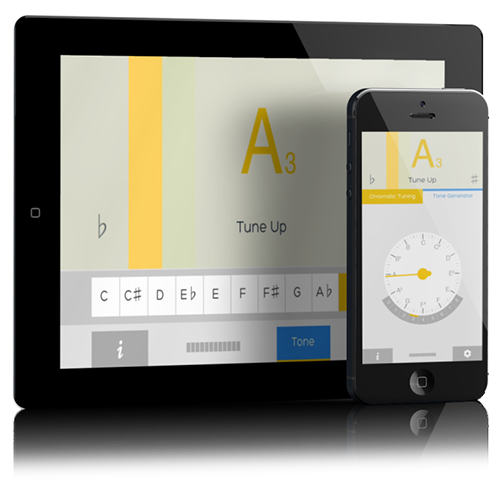 A3
♭
Tune Up
C C♯ D E♭ E F F♯ G A♭
i
Tone
A3
♭ Tune Up ♯
Chromatic Tuning Tone Generator
i